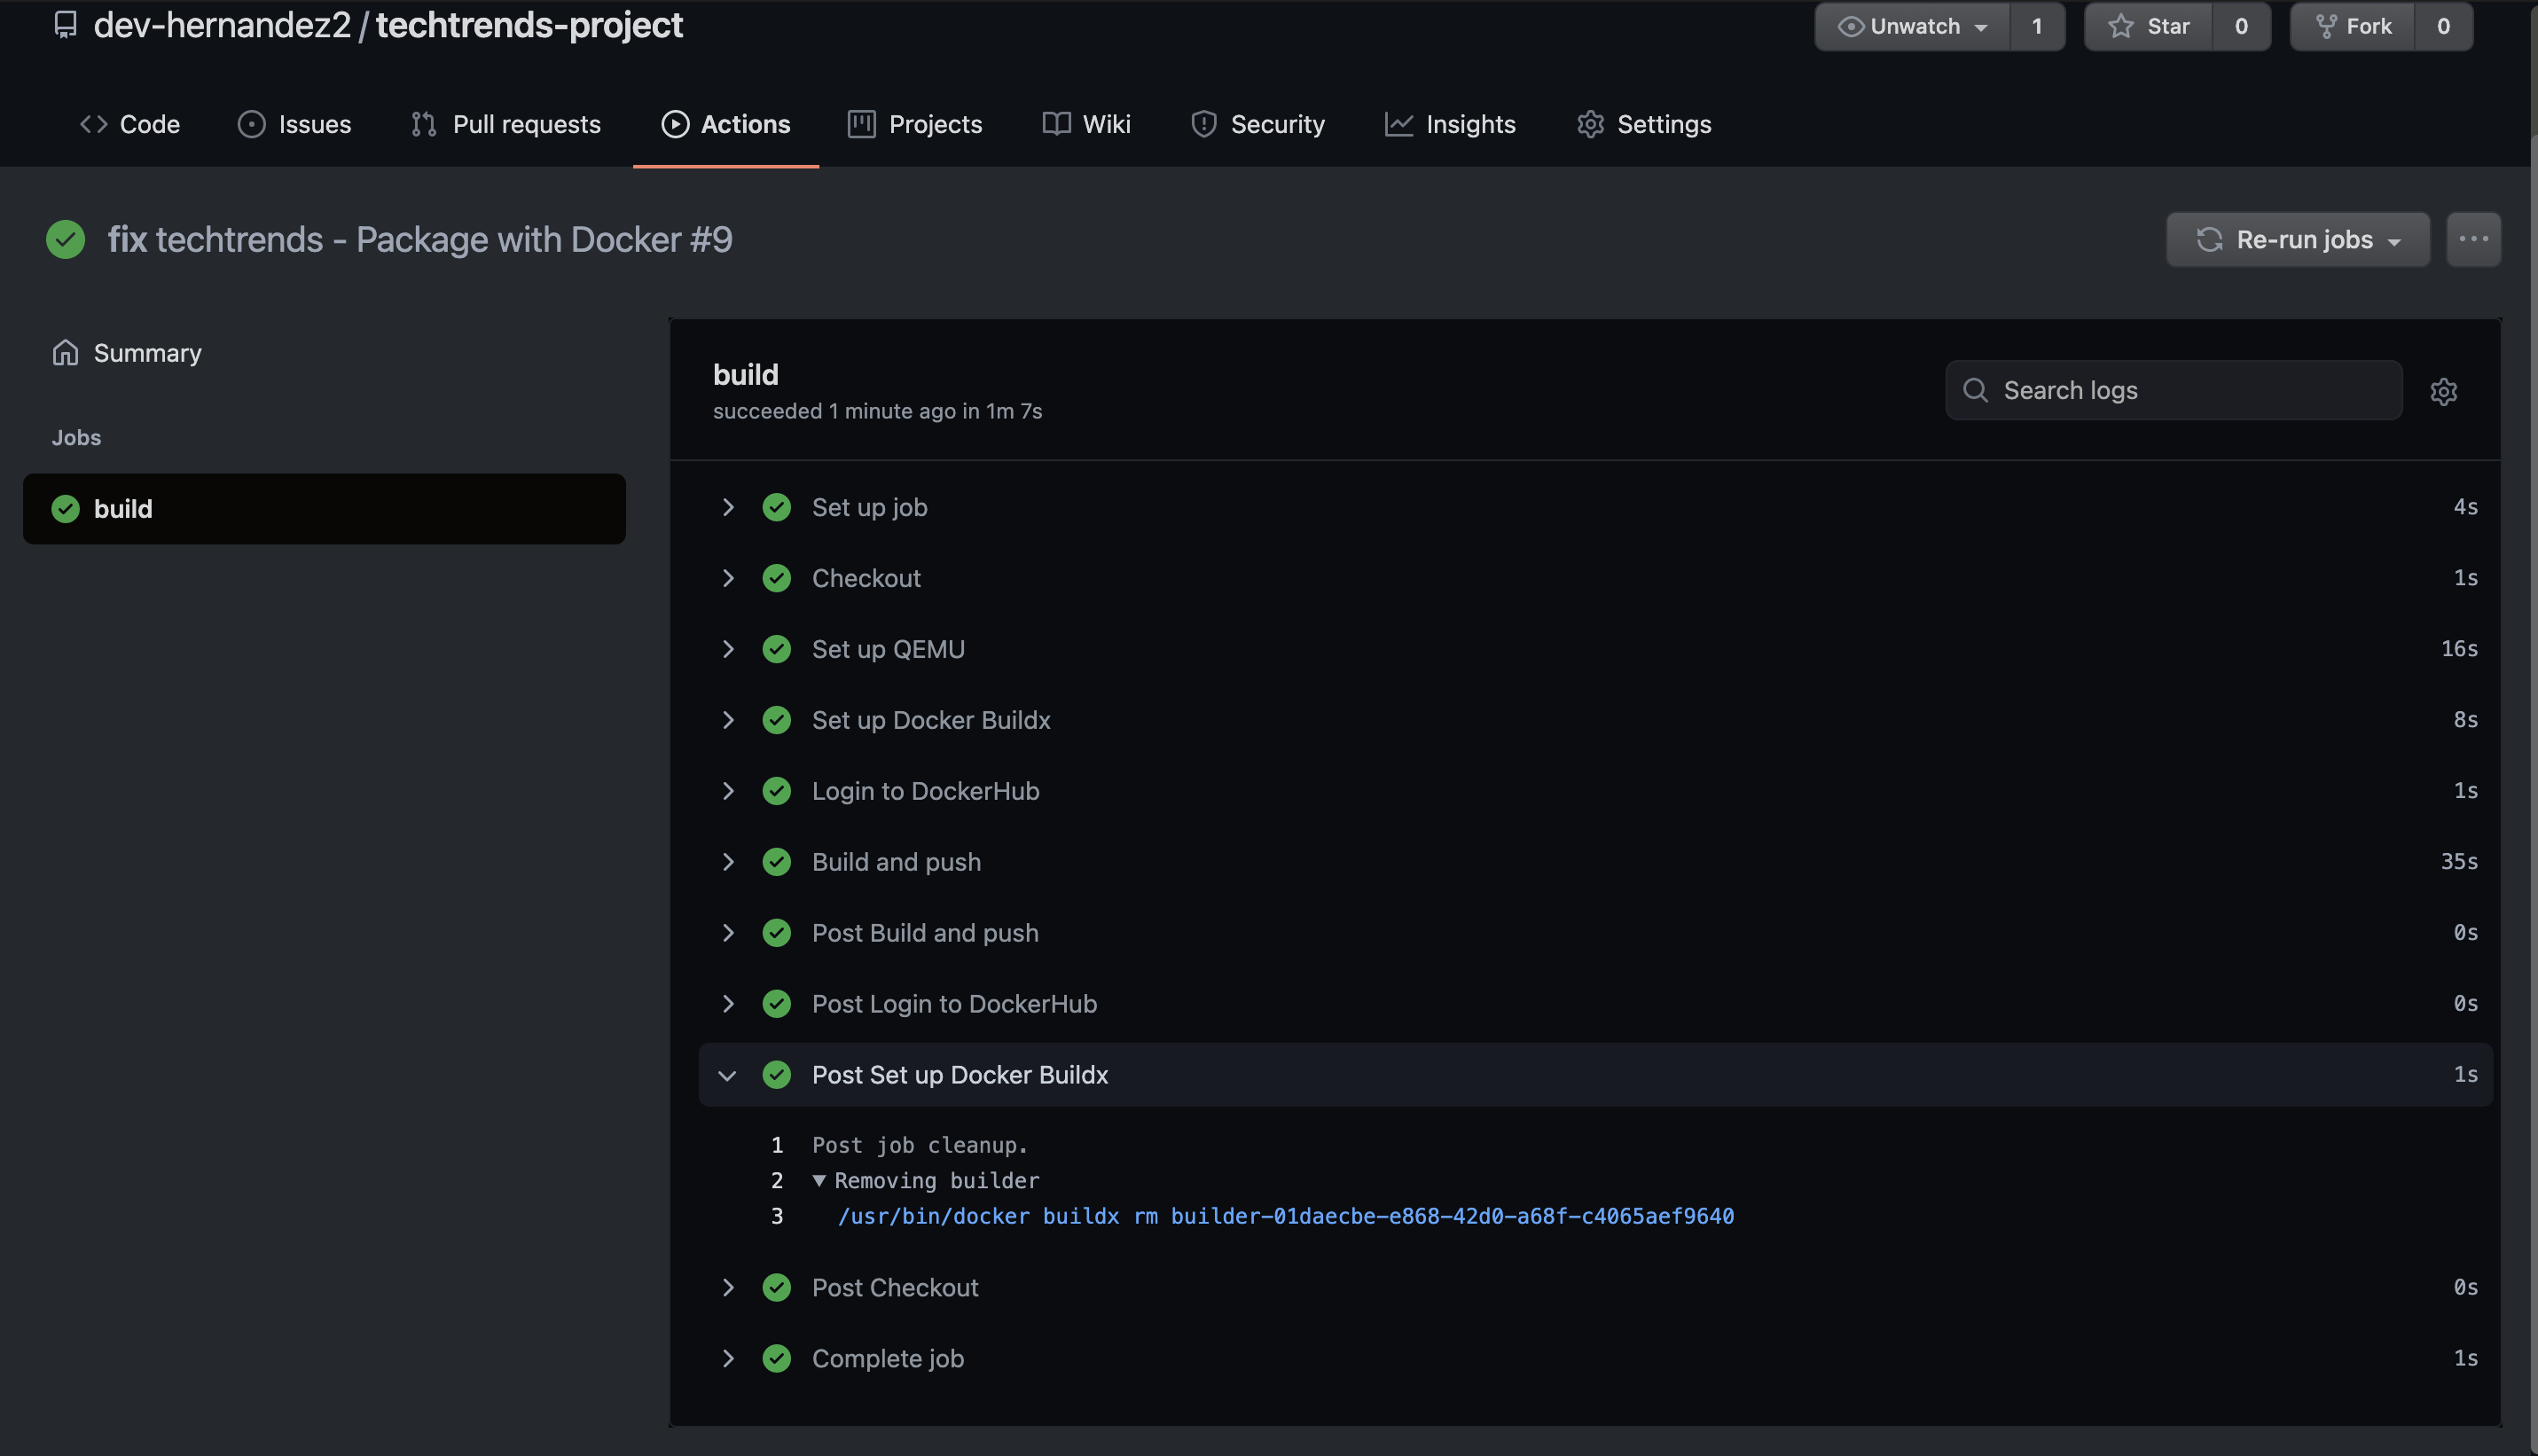 dev-hernandez2 / techtrends-project
Unwatch 1 Star 0 Fork 0
Code Issues Pull requests Actions Projects Wiki Security Insights Settings
fix techtrends - Package with Docker #9
Re-run jobs
Summary
Jobs
build
build
succeeded 1 minute ago in 1m 7s
Search logs
Set up job 4s
Checkout 1s
Set up QEMU 16s
Set up Docker Buildx 8s
Login to DockerHub 1s
Build and push 35s
Post Build and push 0s
Post Login to DockerHub 0s
Post Set up Docker Buildx 1s
1 Post job cleanup.
2 Removing builder
3 /usr/bin/docker buildx rm builder-01daecbe-e868-42d0-a68f-c4065aef9640
Post Checkout 0s
Complete job 1s